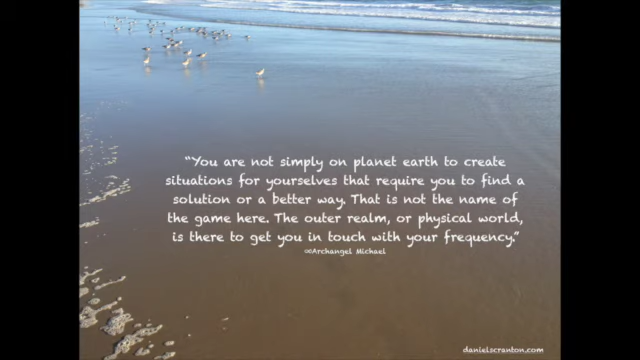 “You are not simply on planet earth to create
situations for yourselves that require you to find a
solution or a better way. That is not the name of
the game here. The outer realm, or physical world,
is there to get you in touch with your frequency.”
∞Archangel Michael
danielscranton.com